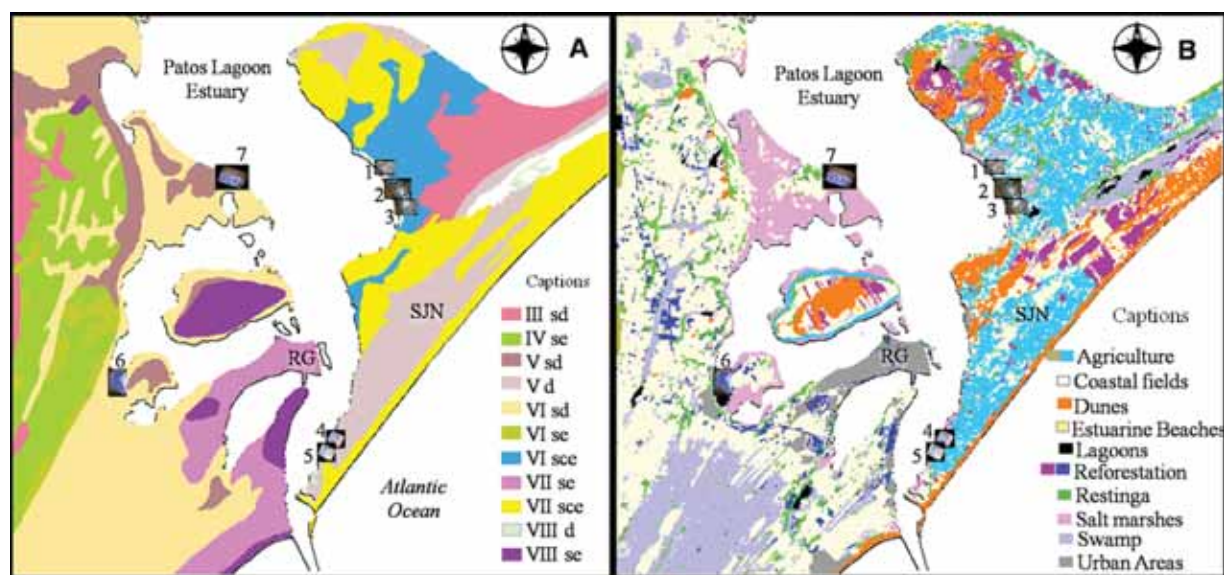 A
Patos Lagoon
Estuary
7
1
2
3
SJN
RG
6
4
5
Atlantic
Ocean
Captions
III sd
IV se
V sd
V d
VI sd
VI se
VI sce
VII se
VII sce
VIII d
VIII se
B
Patos Lagoon
Estuary
7
1
2
3
SJN
RG
6
4
5
Captions
Agriculture
Coastal fields
Dunes
Estuarine Beaches
Lagoons
Reforestation
Restinga
Salt marshes
Swamp
Urban Areas